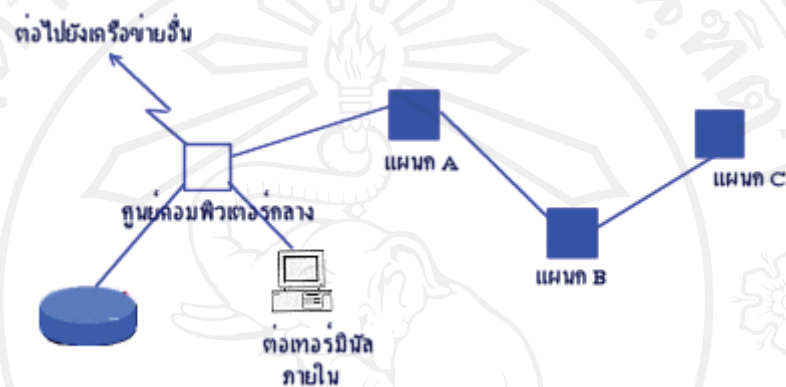 ต่อไปยังเครือข่ายอื่น
แผนก A
แผนก C
ศูนย์คอมพิวเตอร์กลาง
แผนก B
ต่อเทอร์มินัล
ภายใน